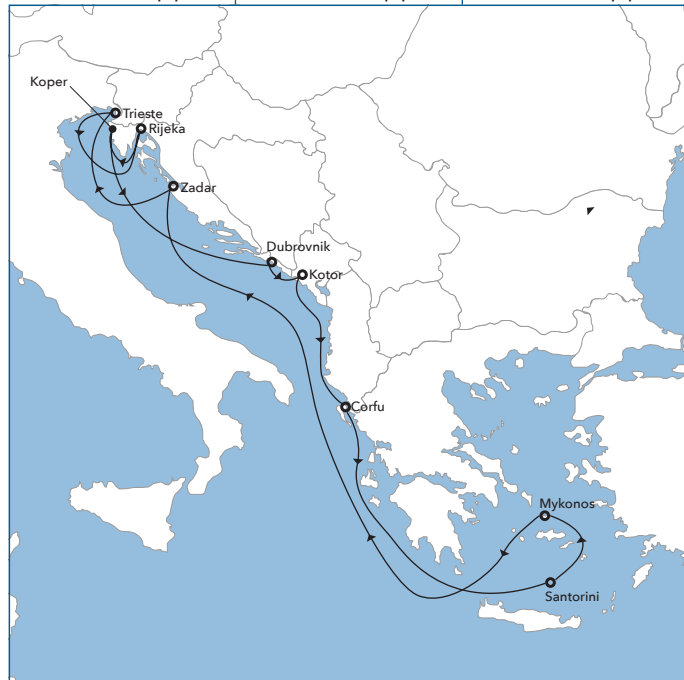 Koper
Trieste
Rijeka
Zadar
Dubrovnik
Kotor
Corfu
Mykonos
Santorini